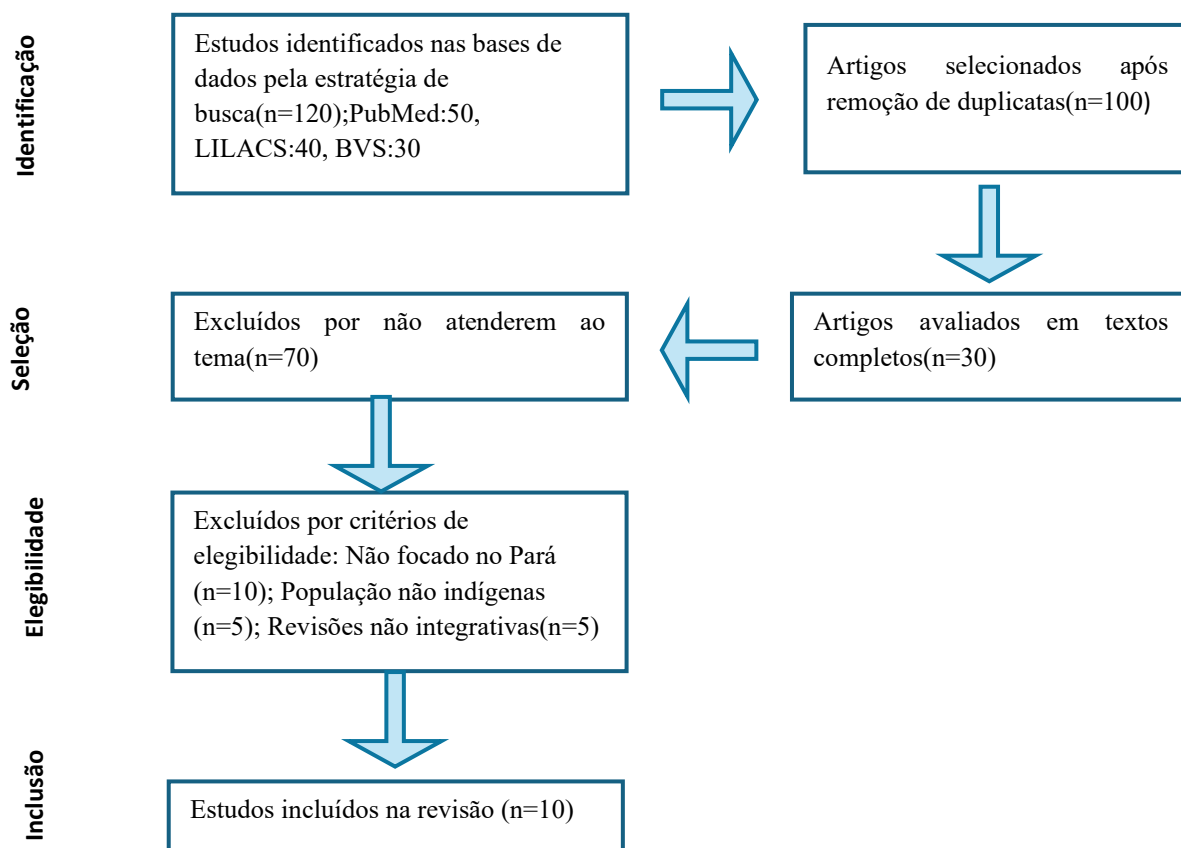 Identificação
Estudos identificados nas bases de
dados pela estratégia de
busca(n=120);PubMed:50,
LILACS:40, BVS:30
Artigos selecionados após
remoção de duplicatas(n=100)
Seleção
Excluídos por não atenderem ao
tema(n=70)
Artigos avaliados em textos
completos(n=30)
Elegibilidade
Excluídos por critérios de
elegibilidade: Não focado no Pará
(n=10); População não indígenas
(n=5); Revisões não integrativas(n=5)
Inclusão
Estudos incluídos na revisão (n=10)